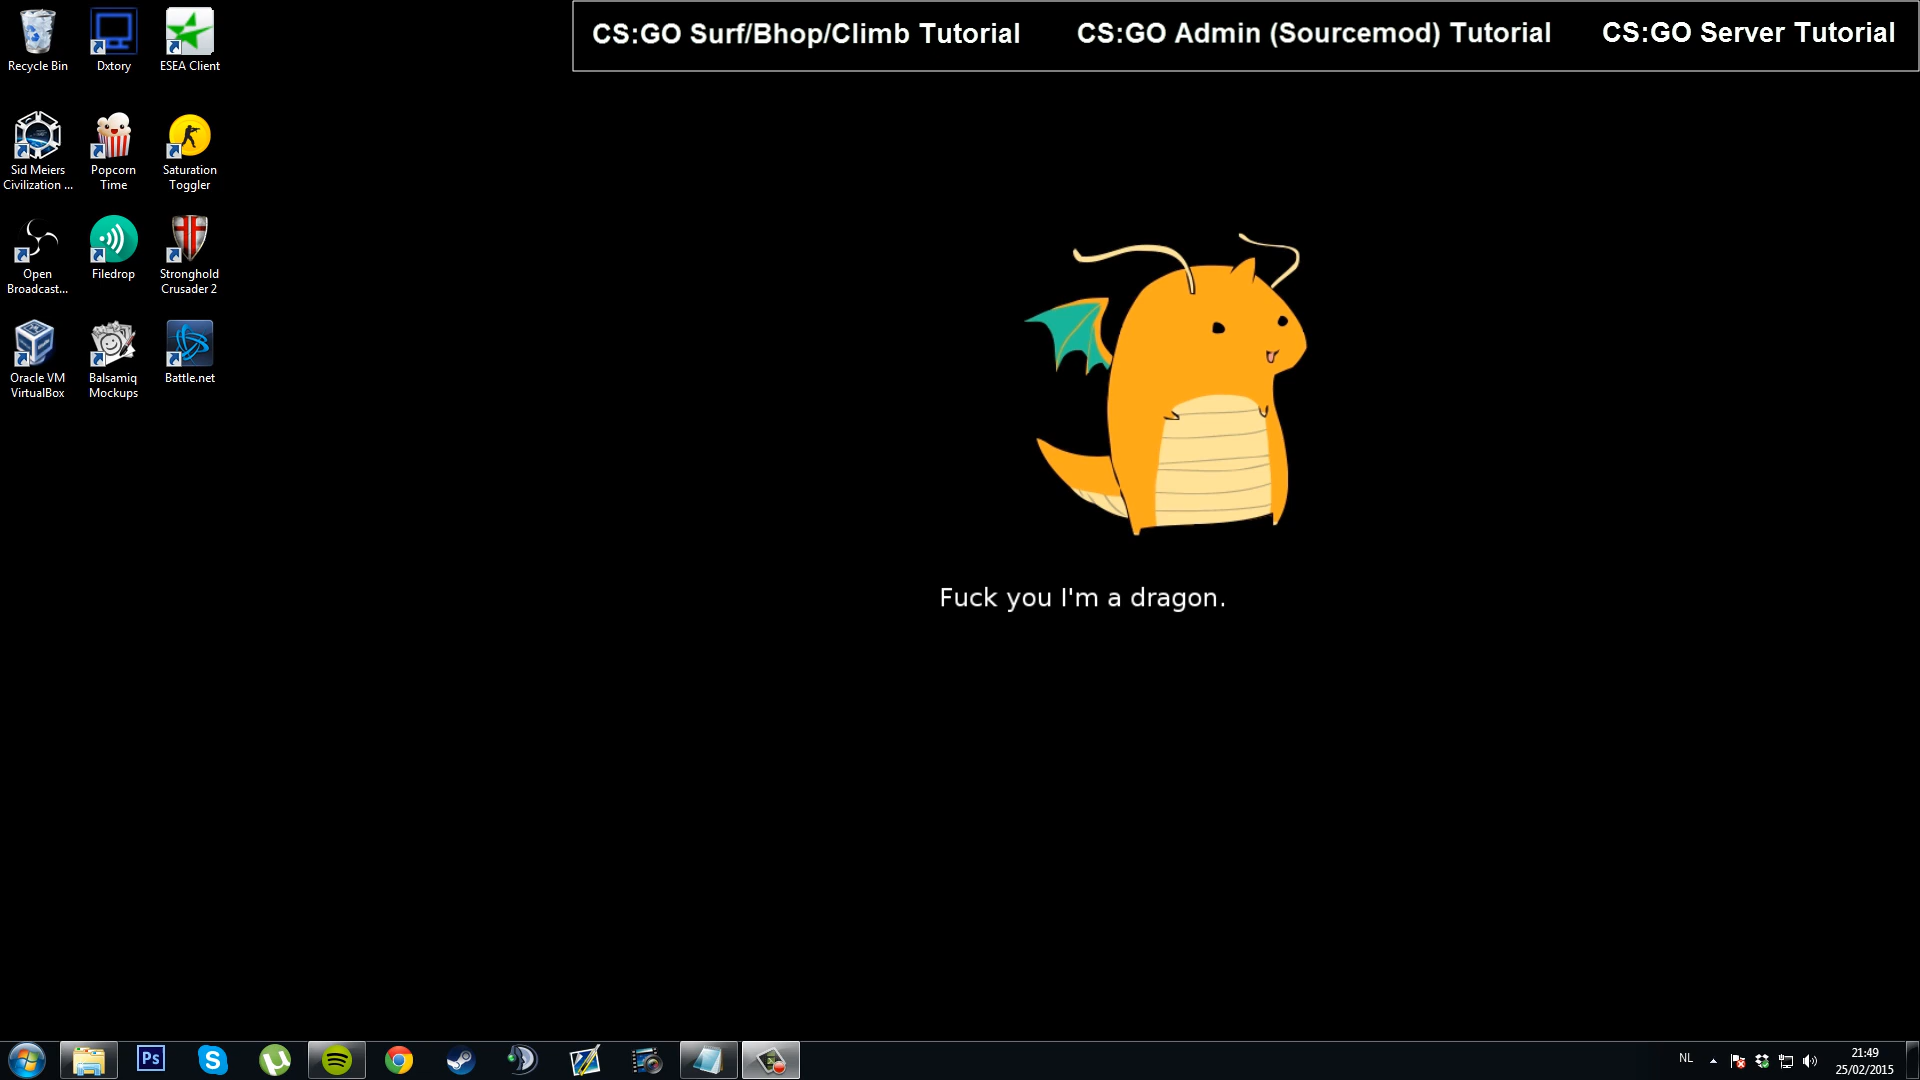 CS:GO Surf/Bhop/Climb Tutorial CS:GO Admin (Sourcemod) Tutorial CS:GO Server Tutorial
Recycle Bin
Dxtory
ESEA Client
Sid Meiers
Civilization ...
Popcorn
Time
Saturation
Toggler
Open
Broadcast...
Filedrop
Stronghold
Crusader 2
Oracle VM
VirtualBox
Balsamiq
Mockups
Battle.net
Fuck you I'm a dragon.
Ps
NL
21:49
25/02/2015